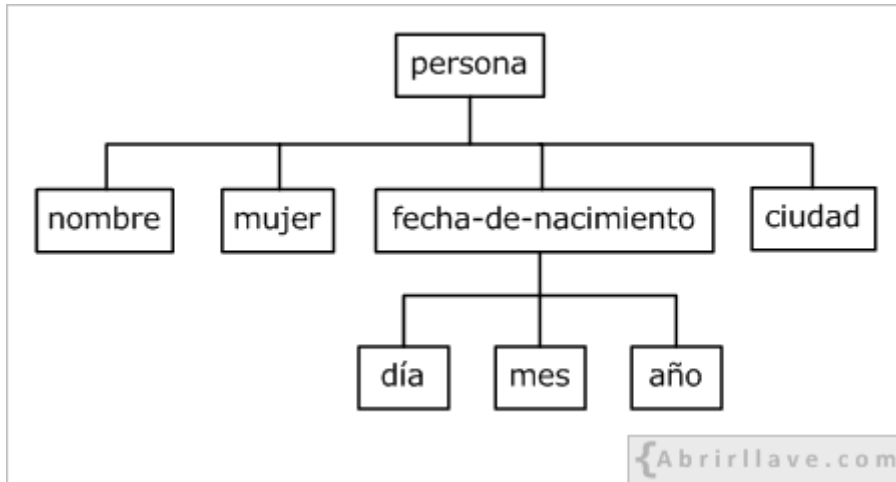 persona
nombre mujer fecha-de-nacimiento ciudad
día mes año
{Abrirllave.com